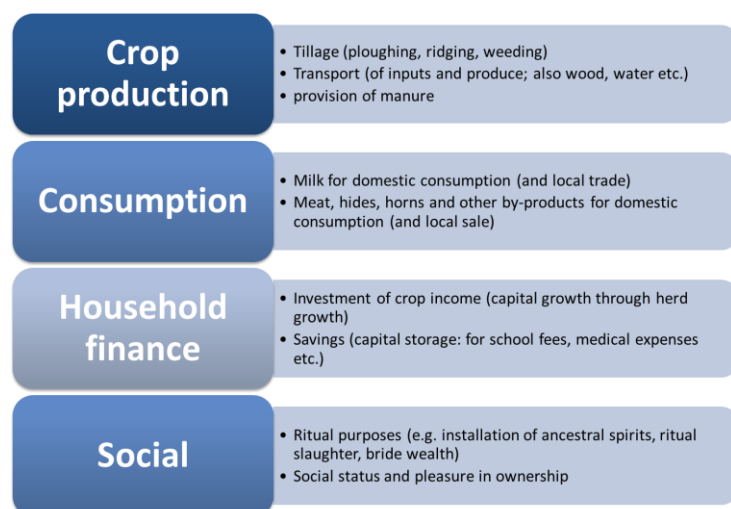 Crop
production
• Tillage (ploughing, ridging, weeding)
• Transport (of inputs and produce; also wood, water etc.)
• provision of manure
Consumption
• Milk for domestic consumption (and local trade)
• Meat, hides, horns and other by-products for domestic
consumption (and local sale)
Household
finance
• Investment of crop income (capital growth through herd
growth)
• Savings (capital storage: for school fees, medical expenses
etc.)
Social
• Ritual purposes (e.g. installation of ancestral spirits, ritual
slaughter, bride wealth)
• Social status and pleasure in ownership